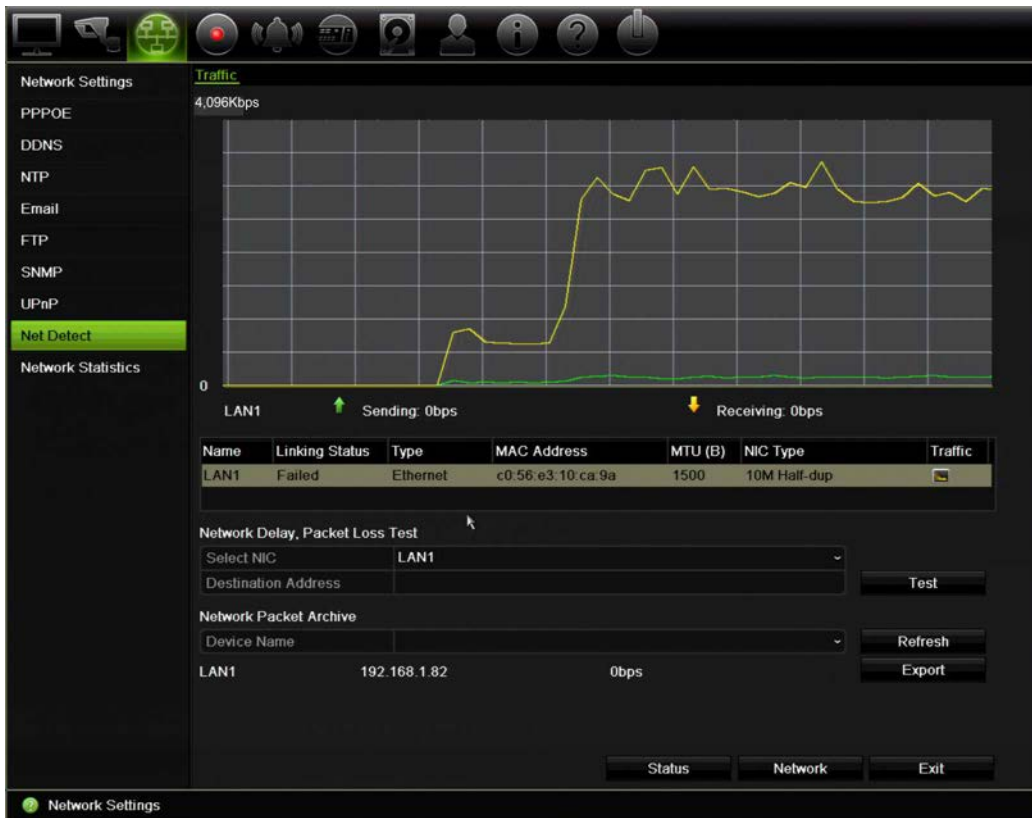 Network Settings
PPPOE
DDNS
NTP
Email
FTP
SNMP
UPnP
Net Detect
Network Statistics
Traffic
4,096Kbps
0
LAN1 Sending: 0bps Receiving: 0bps
Name Linking Status Type MAC Address MTU (B) NIC Type Traffic
LAN1 Failed Ethernet c0:56:e3:10:ca:9a 1500 10M Half-dup
Network Delay, Packet Loss Test
Select NIC LAN1
Destination Address Test
Network Packet Archive
Device Name Refresh
LAN1 192.168.1.82 0bps Export
Status Network Exit
Network Settings